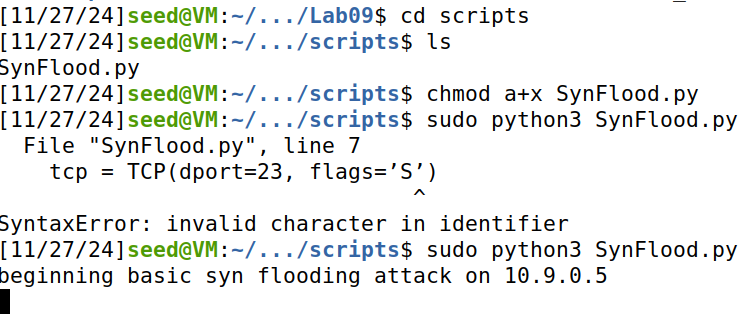 [11/27/24]seed@VM:~/.../Lab09$ cd scripts
[11/27/24]seed@VM:~/.../scripts$ ls
SynFlood.py
[11/27/24]seed@VM:~/.../scripts$ chmod a+x SynFlood.py
[11/27/24]seed@VM:~/.../scripts$ sudo python3 SynFlood.py
  File "SynFlood.py", line 7
    tcp = TCP(dport=23, flags=’S’)
                                ^
SyntaxError: invalid character in identifier
[11/27/24]seed@VM:~/.../scripts$ sudo python3 SynFlood.py
beginning basic syn flooding attack on 10.9.0.5